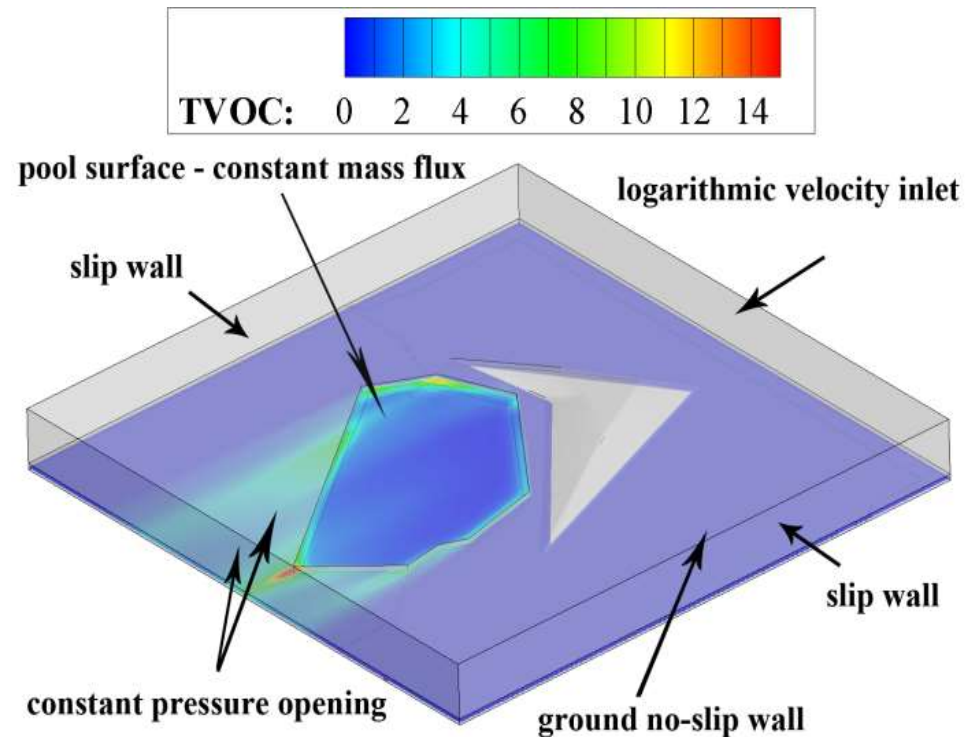 TVOC: 0 2 4 6 8 10 12 14
pool surface - constant mass flux
logarithmic velocity inlet
slip wall
slip wall
constant pressure opening
ground no-slip wall